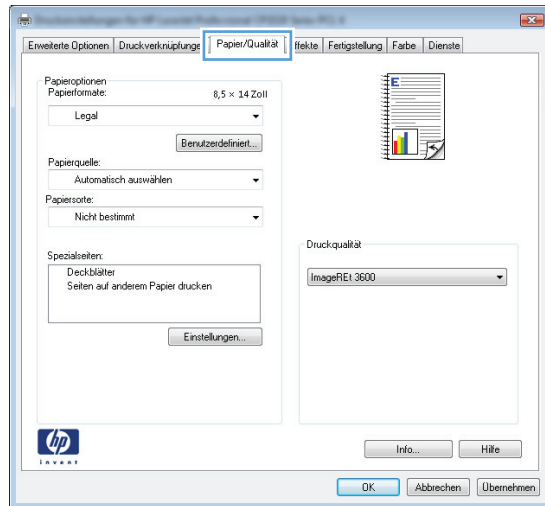 Erweiterte Optionen Druckverknüpfunge Papier/Qualität ffekte Fertigstellung Farbe Dienste
Papieroptionen
Papierformate: 8,5 × 14 Zoll
Legal
Benutzerdefiniert...
Papierquelle:
Automatisch auswählen
Papiersorte:
Nicht bestimmt
Spezialseiten:
Deckblätter
Seiten auf anderem Papier drucken
Einstellungen...
E
Druckqualität
ImageREt 3600
hp
invent
Info... Hilfe
OK Abbrechen Übernehmen